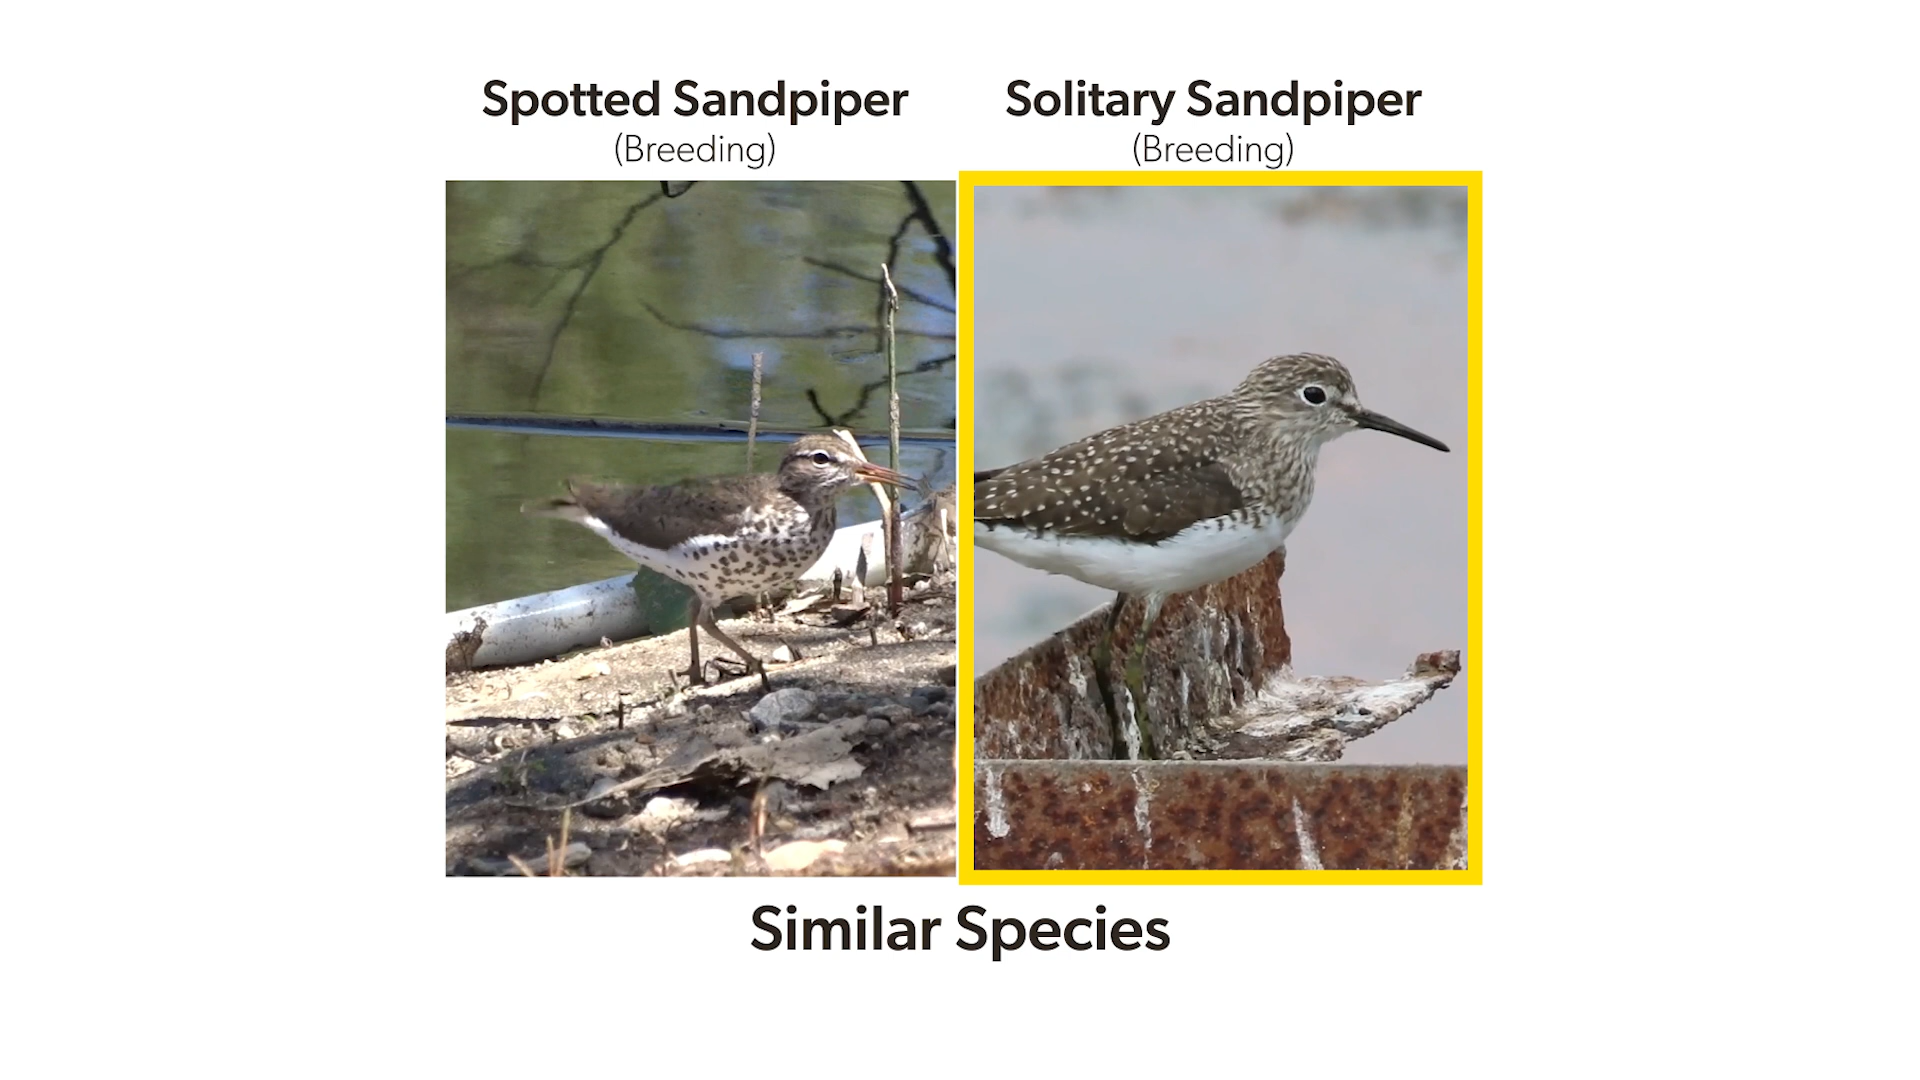 Spotted Sandpiper
(Breeding)
Solitary Sandpiper
(Breeding)
Similar Species